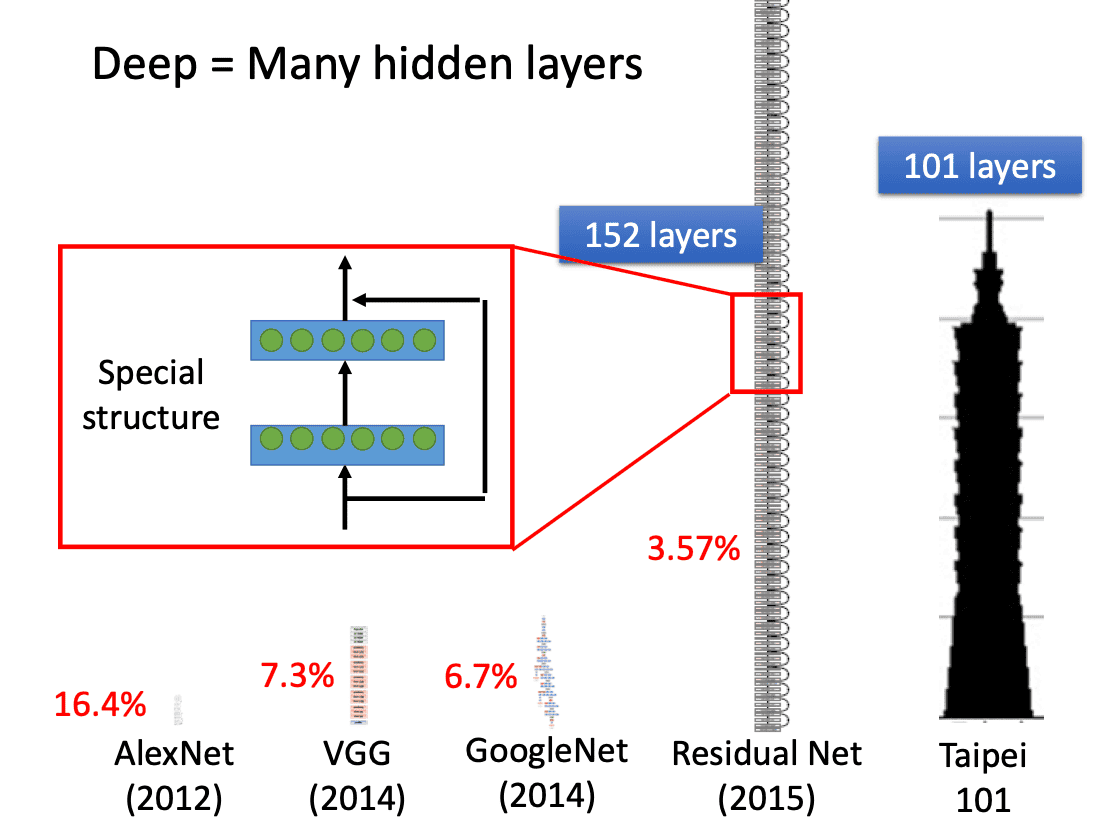 Deep = Many hidden layers
101 layers
152 layers
Special
structure
3.57%
16.4%
7.3%
6.7%
AlexNet
(2012)
VGG
(2014)
GoogleNet
(2014)
Residual Net
(2015)
Taipei
101